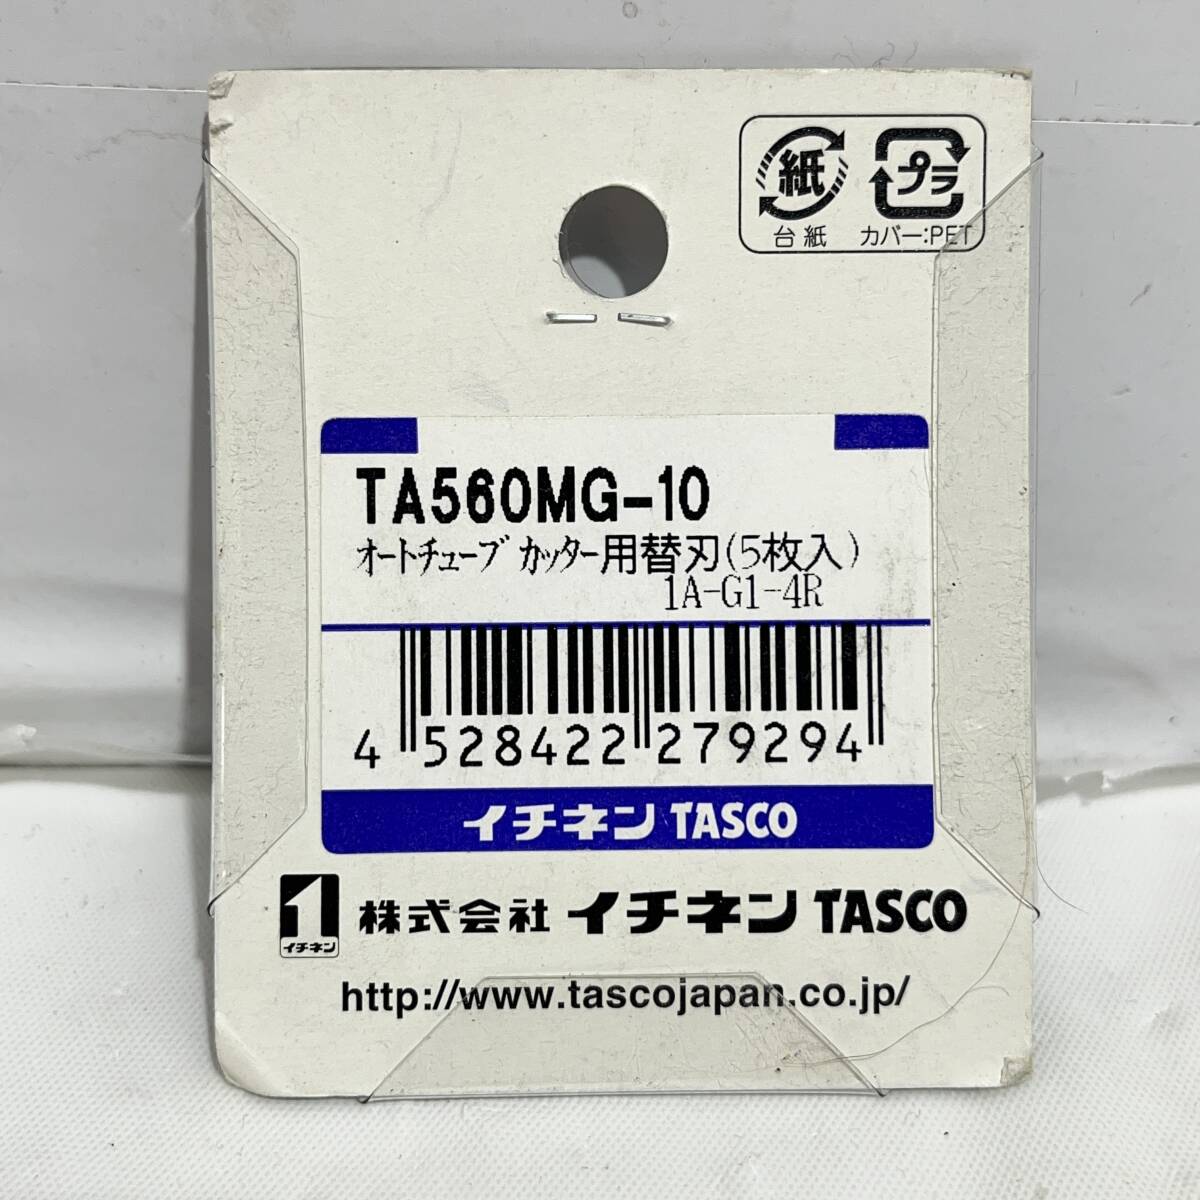 紙 プラ
台紙 カバー:PET
TA560MG-10
オートチューブカッター用替刃(5枚入)
1A-G1-4R
4 528422 279294
イチネン TASCO
1 イチネン 株式会社 イチネン TASCO
http://www.tascojapan.co.jp/